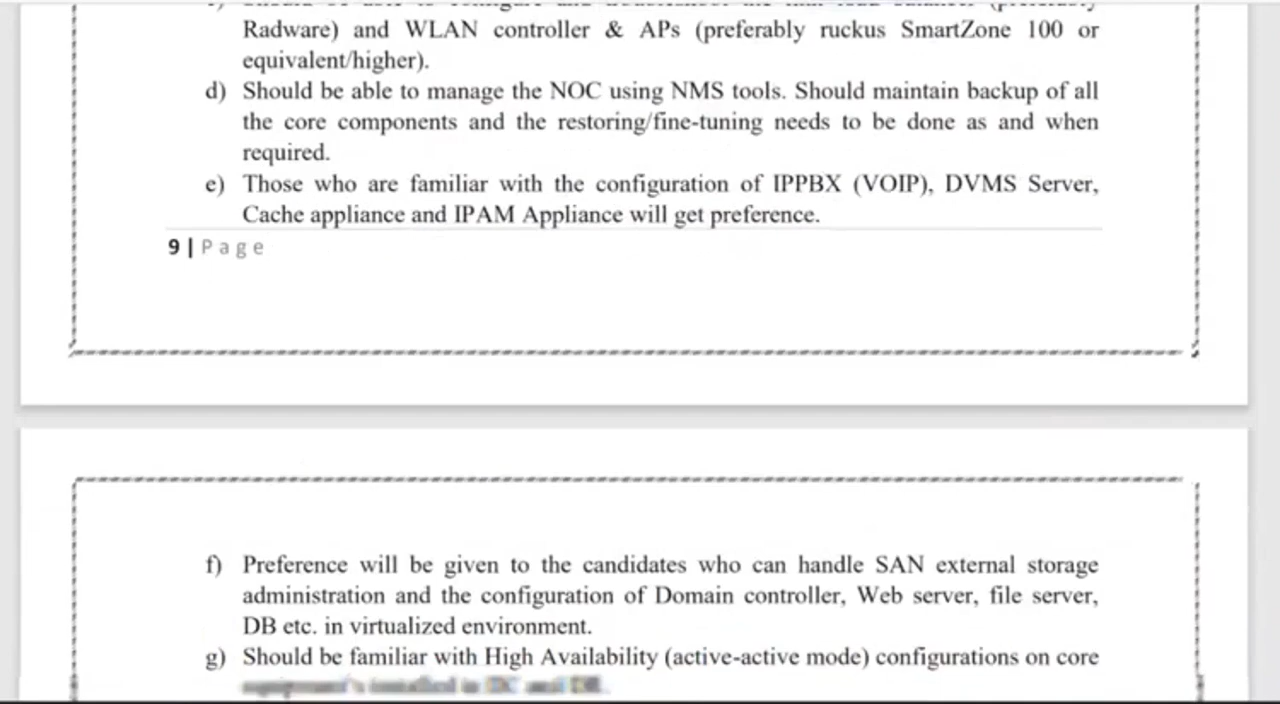 Radware) and WLAN controller & APs (preferably ruckus SmartZone 100 or
equivalent/higher).
d) Should be able to manage the NOC using NMS tools. Should maintain backup of all
the core components and the restoring/fine-tuning needs to be done as and when
required.
e) Those who are familiar with the configuration of IPPBX (VOIP), DVMS Server,
Cache appliance and IPAM Appliance will get preference.
9 | P a g e
f) Preference will be given to the candidates who can handle SAN external storage
administration and the configuration of Domain controller, Web server, file server,
DB etc. in virtualized environment.
g) Should be familiar with High Availability (active-active mode) configurations on core